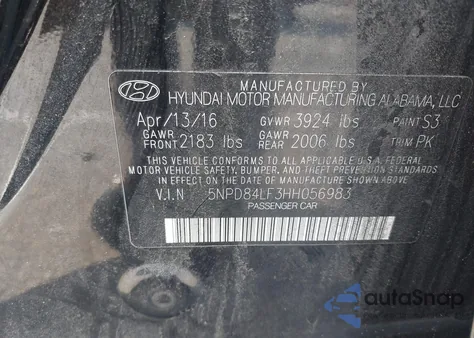 MANUFACTURED BY
HYUNDAI MOTOR MANUFACTURING ALABAMA, LLC
Apr/13/16 GVWR 3924 lbs PAINT S3
GAWR FRONT 2183 lbs GAWR REAR 2006 lbs TRIM PK
THIS VEHICLE CONFORMS TO ALL APPLICABLE U.S.A. FEDERAL
MOTOR VEHICLE SAFETY, BUMPER, AND THEFT PREVENTION
STANDARDS IN EFFECT ON THE DATE OF MANUFACTURE SHOWN ABOVE.
V.I.N 5NPD84LF3HH056983
PASSENGER CAR
autoSnap